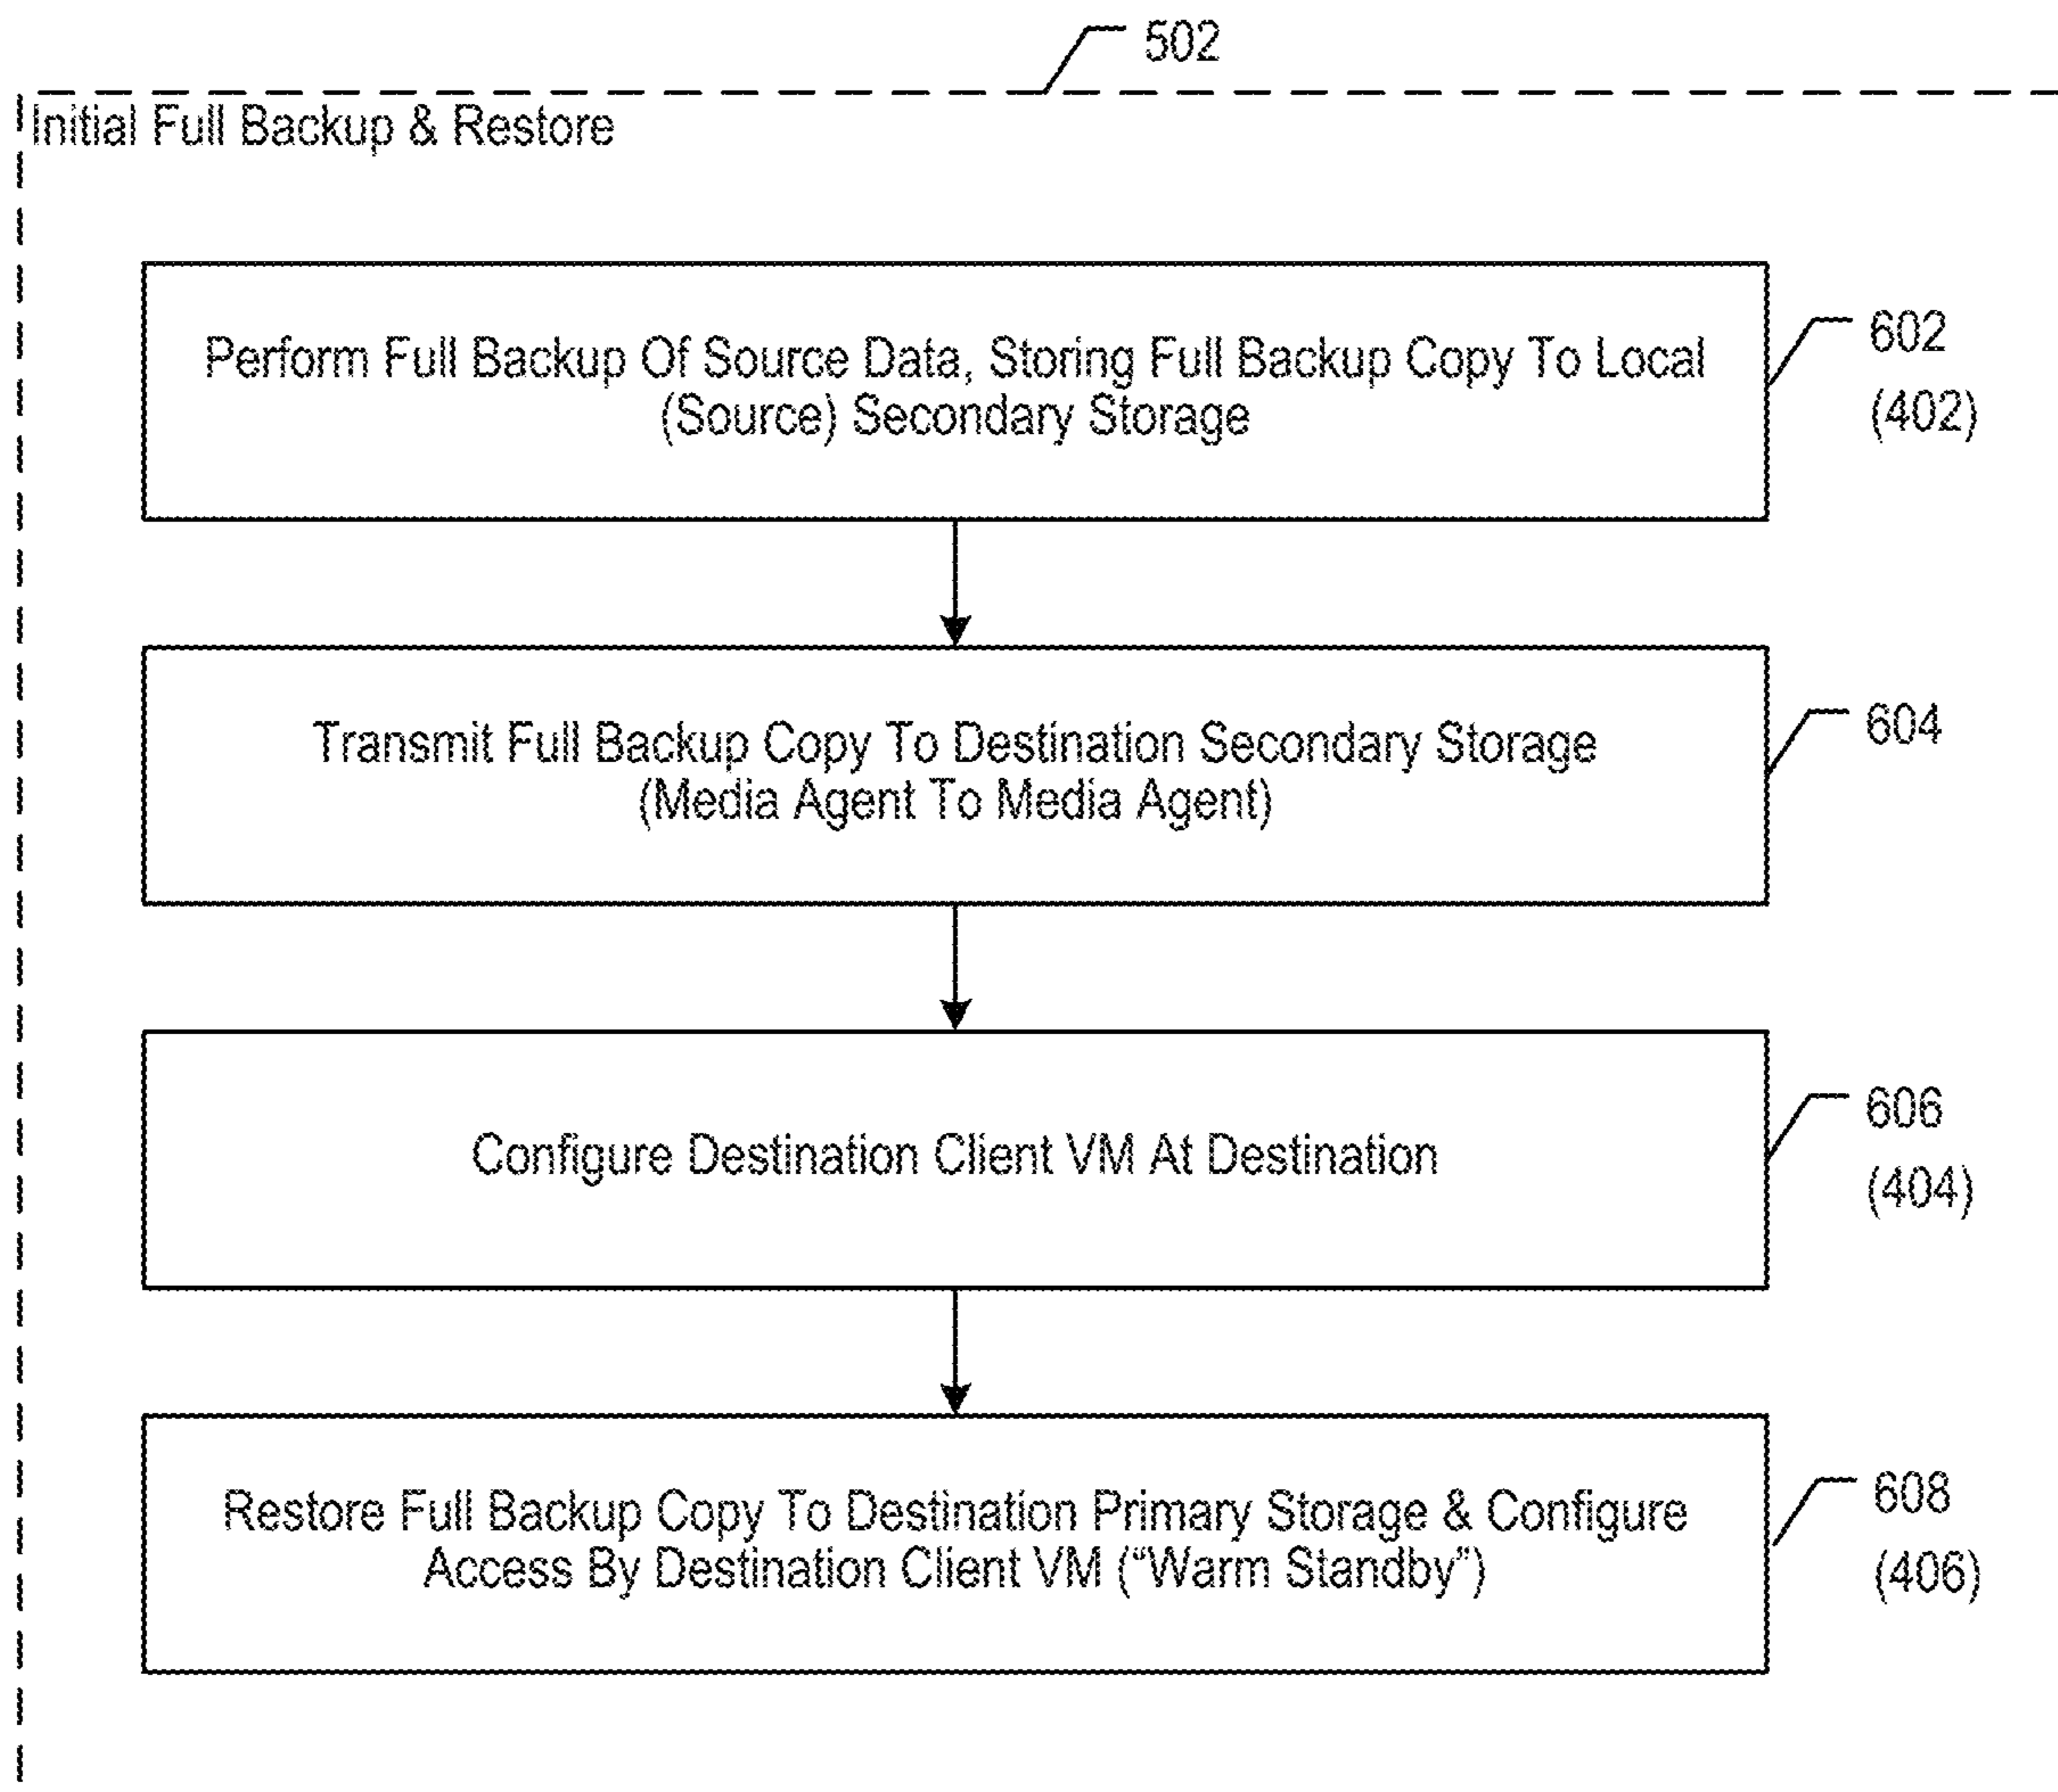 502
Initial Full Backup & Restore
Perform Full Backup Of Source Data, Storing Full Backup Copy To Local
(Source) Secondary Storage
602
(402)
Transmit Full Backup Copy To Destination Secondary Storage
(Media Agent To Media Agent)
604
Configure Destination Client VM At Destination
606
(404)
Restore Full Backup Copy To Destination Primary Storage & Configure
Access By Destination Client VM (“Warm Standby”)
608
(406)